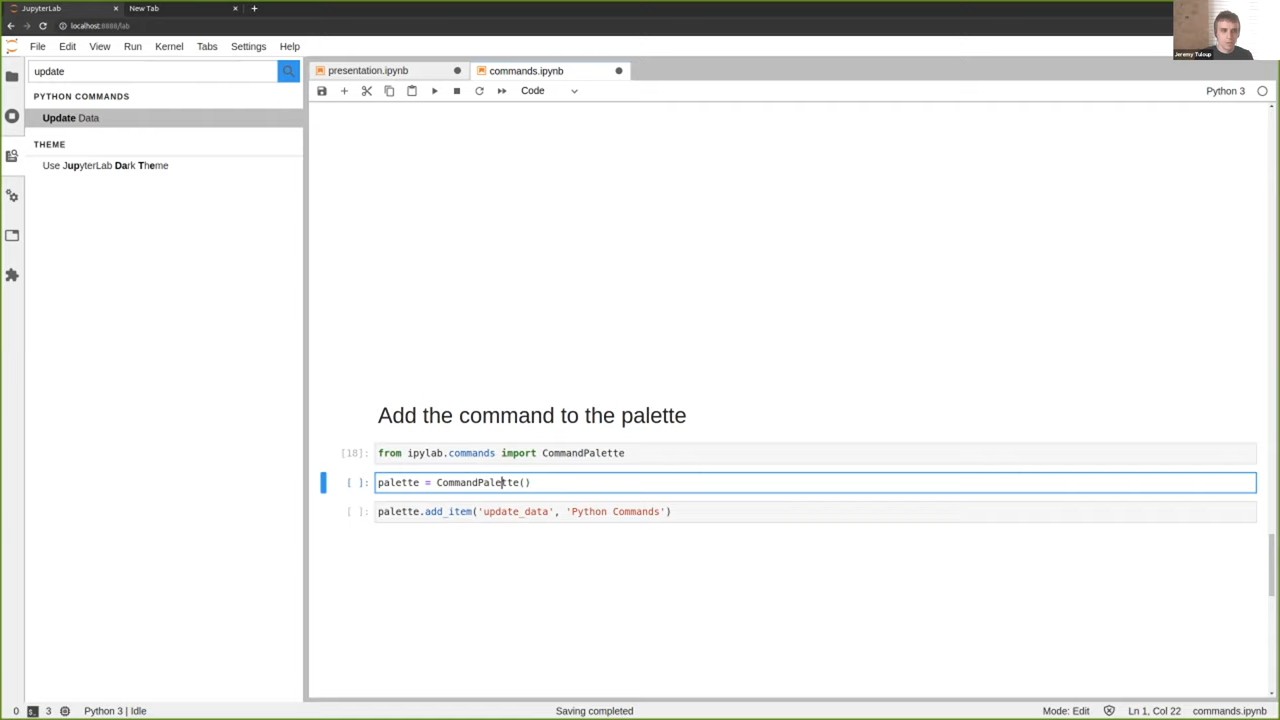 JupyterLab
New Tab
localhost:8888/lab
File Edit View Run Kernel Tabs Settings Help
Jeremy Tuloup
update
PYTHON COMMANDS
Update Data
THEME
Use JupyterLab Dark Theme
presentation.ipynb
commands.ipynb
Code
Python 3
Add the command to the palette
[18]: from ipylab.commands import CommandPalette
[ ]: palette = CommandPalette()
[ ]: palette.add_item('update_data', 'Python Commands')
0 3 Python 3 | Idle
Saving completed
Mode: Edit Ln 1, Col 22 commands.ipynb